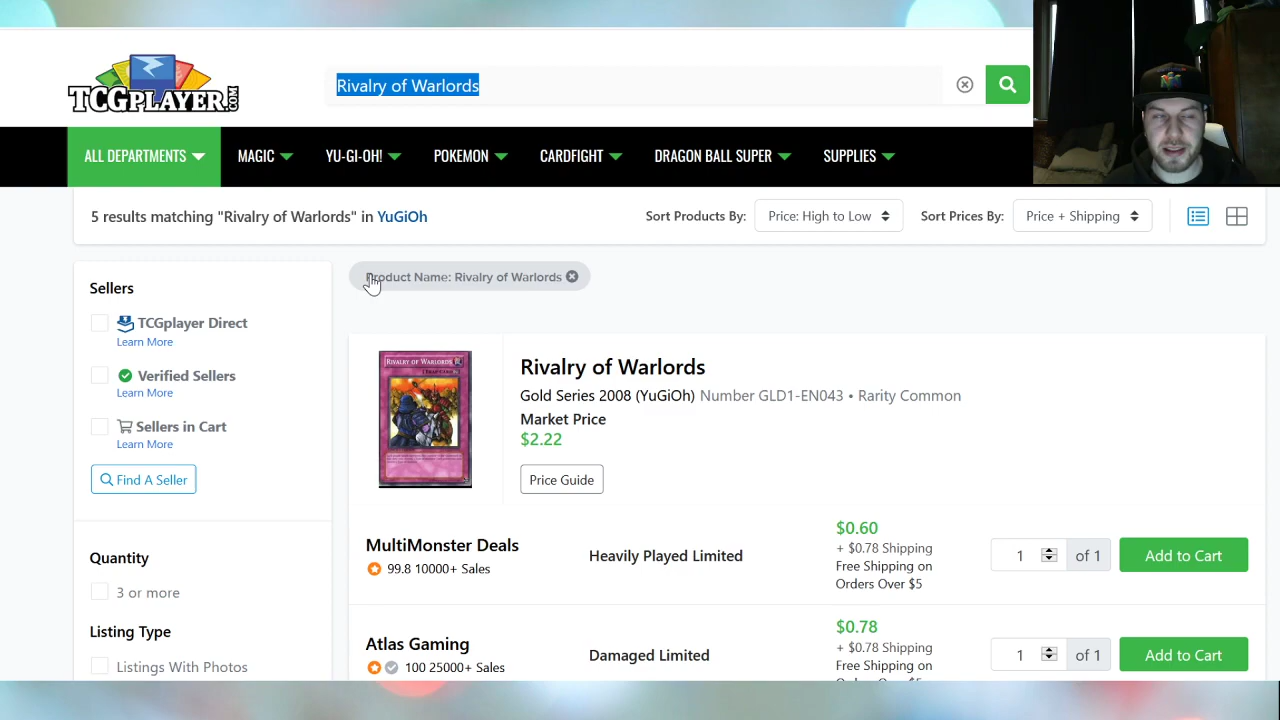 TCGPLAYER.COM
Rivalry of Warlords
ALL DEPARTMENTS
MAGIC
YU-GI-OH!
POKEMON
CARDFIGHT
DRAGON BALL SUPER
SUPPLIES
5 results matching "Rivalry of Warlords" in YuGiOh
Sort Products By:
Price: High to Low
Sort Prices By:
Price + Shipping
Product Name: Rivalry of Warlords
Sellers
TCGplayer Direct
Learn More
Verified Sellers
Learn More
Sellers in Cart
Learn More
Find A Seller
Quantity
3 or more
Listing Type
Listings With Photos
RIVALRY OF WARLORDS
Rivalry of Warlords
Gold Series 2008 (YuGiOh) Number GLD1-EN043 • Rarity Common
Market Price
$2.22
Price Guide
MultiMonster Deals
99.8 10000+ Sales
Heavily Played Limited
$0.60
+ $0.78 Shipping
Free Shipping on
Orders Over $5
1 of 1
Add to Cart
Atlas Gaming
100 25000+ Sales
Damaged Limited
$0.78
+ $0.78 Shipping
Free Shipping on
Orders Over $5
1 of 1
Add to Cart